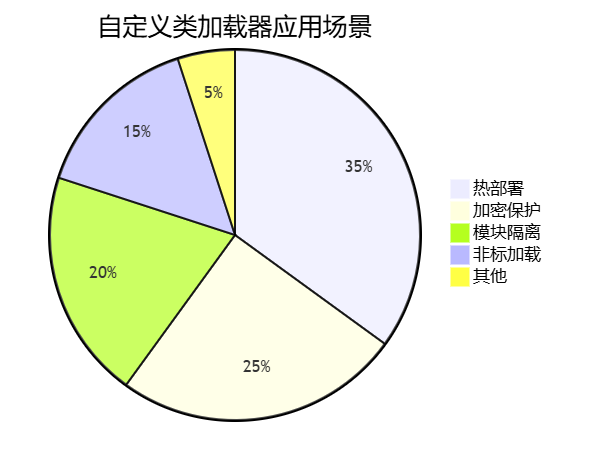 自定义类加载器应用场景
5%
15%
35%
20%
25%
热部署
加密保护
模块隔离
非标加载
其他